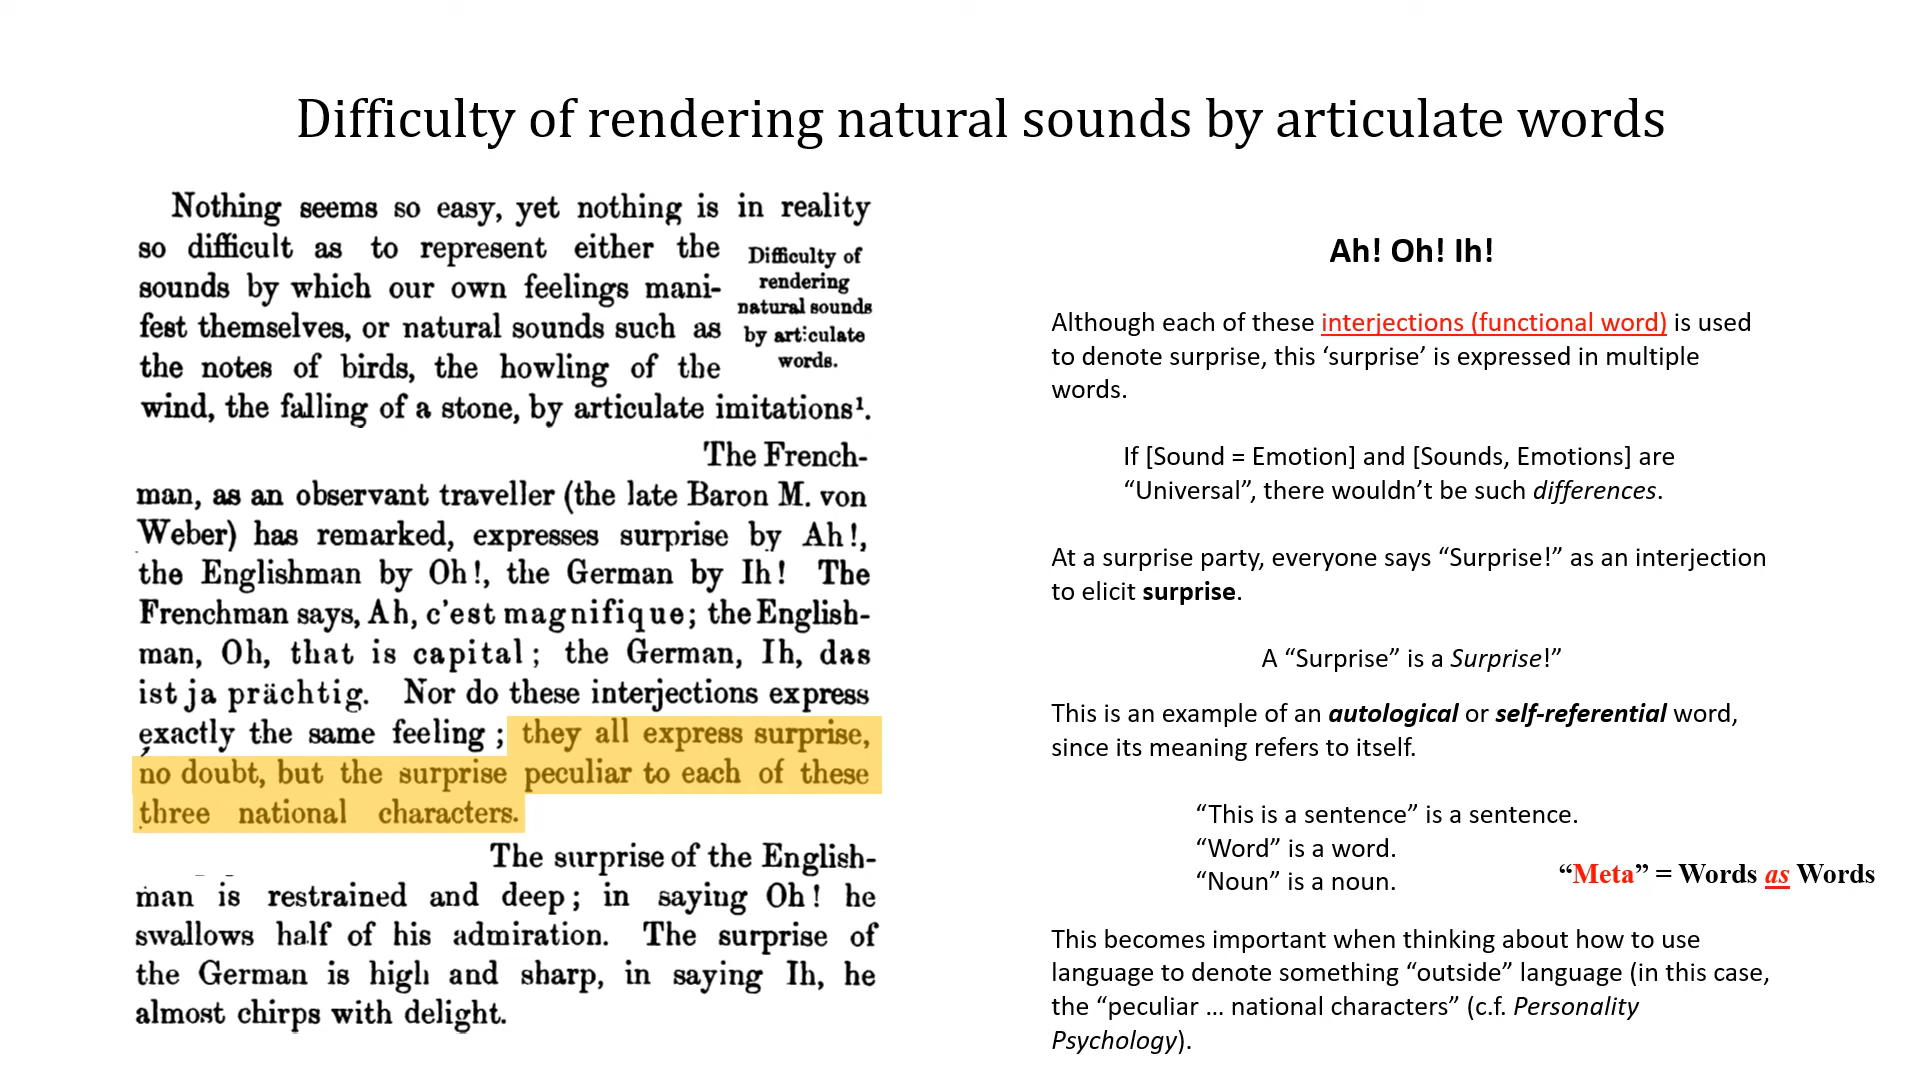 Difficulty of rendering natural sounds by articulate words
Nothing seems so easy, yet nothing is in reality
so difficult as to represent either the
sounds by which our own feelings mani-
fest themselves, or natural sounds such as
the notes of birds, the howling of the
wind, the falling of a stone, by articulate imitations¹.
Difficulty of
rendering
natural sounds
by articulate
words.
The French-
man, as an observant traveller (the late Baron M. von
Weber) has remarked, expresses surprise by Ah!,
the Englishman by Oh!, the German by Ih! The
Frenchman says, Ah, c'est magnifique; the English-
man, Oh, that is capital; the German, Ih, das
ist ja prächtig. Nor do these interjections express
exactly the same feeling; they all express surprise,
no doubt, but the surprise peculiar to each of these
three national characters.
The surprise of the English-
man is restrained and deep; in saying Oh! he
swallows half of his admiration. The surprise of
the German is high and sharp, in saying Ih, he
almost chirps with delight.
Ah! Oh! Ih!
Although each of these interjections (functional word) is used
to denote surprise, this ‘surprise’ is expressed in multiple
words.
If [Sound = Emotion] and [Sounds, Emotions] are
“Universal”, there wouldn’t be such differences.
At a surprise party, everyone says “Surprise!” as an interjection
to elicit surprise.
A “Surprise” is a Surprise!”
This is an example of an autological or self-referential word,
since its meaning refers to itself.
“This is a sentence” is a sentence.
“Word” is a word.
“Noun” is a noun.
“Meta” = Words as Words
This becomes important when thinking about how to use
language to denote something “outside” language (in this case,
the “peculiar … national characters” (c.f. Personality
Psychology).